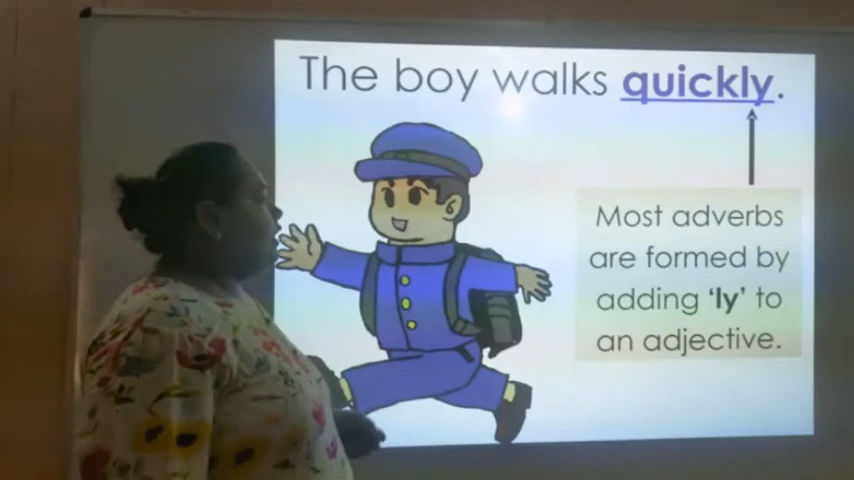 The boy walks quickly.
Most adverbs
are formed by
adding ‘ly’ to
an adjective.